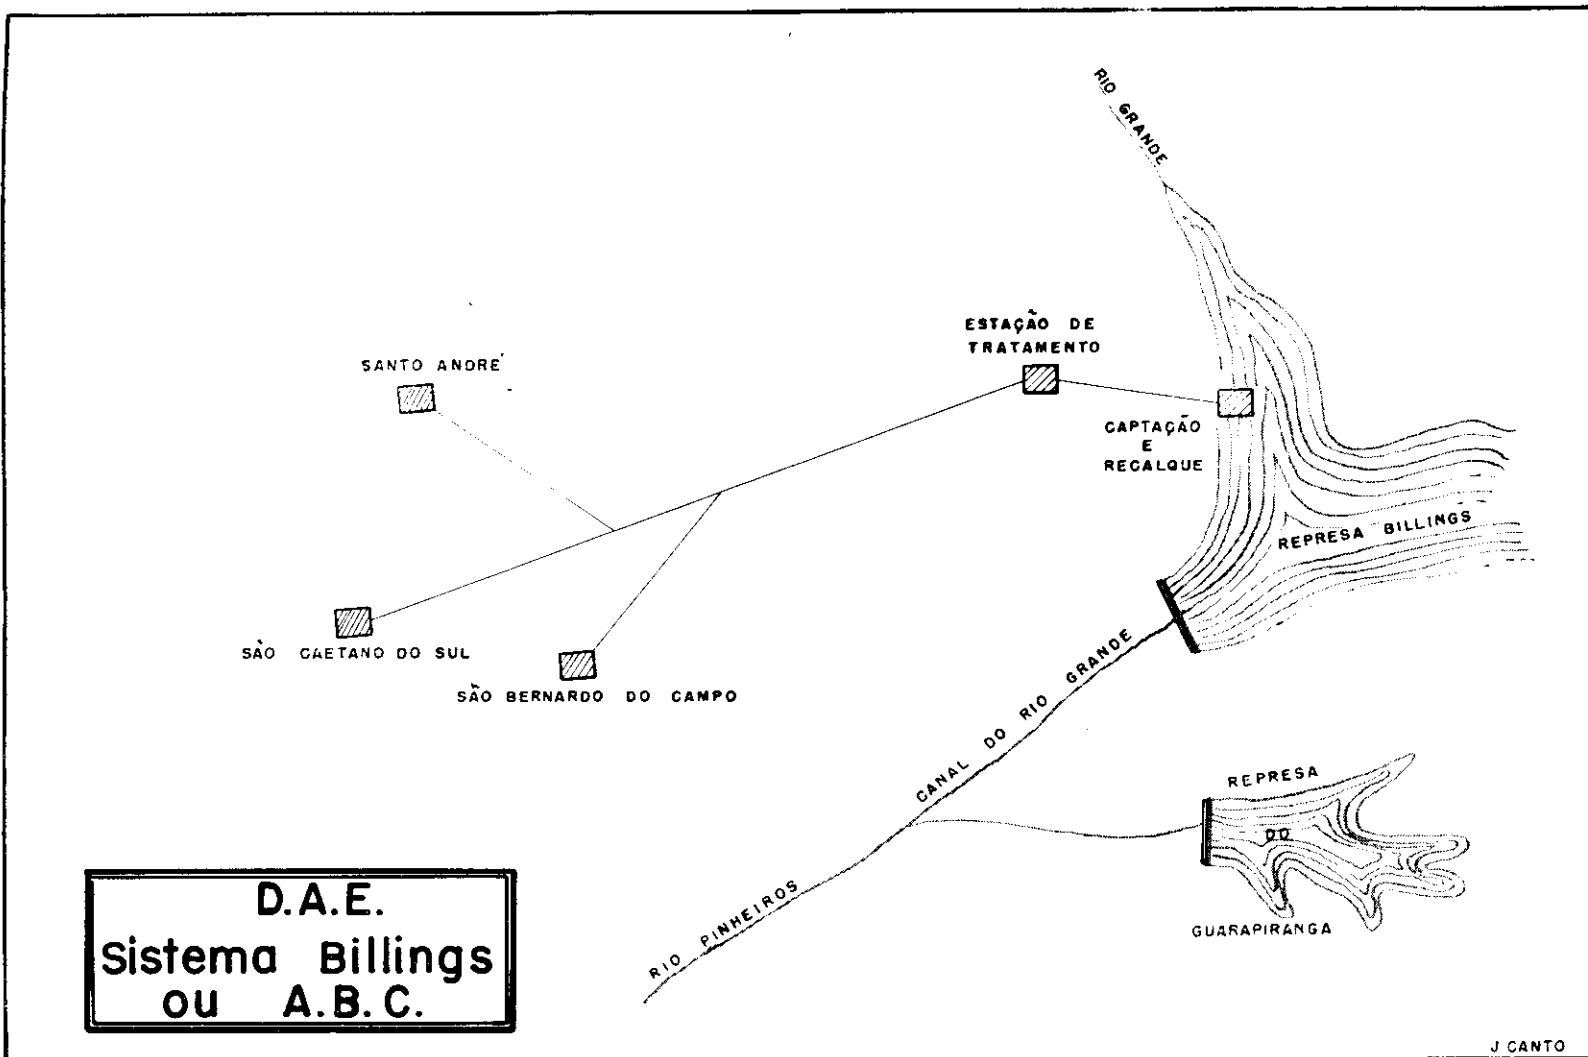 RIO GRANDE
ESTAÇÃO DE
TRATAMENTO
SANTO ANDRÉ
CAPTAÇÃO
E
RECALQUE
REPRESA BILLINGS
SÃO CAETANO DO SUL
SÃO BERNARDO DO CAMPO
CANAL DO RIO GRANDE
REPRESA
DO
GUARAPIRANGA
RIO PINHEIROS
D.A.E.
Sistema Billings
ou A.B.C.
J CANTO